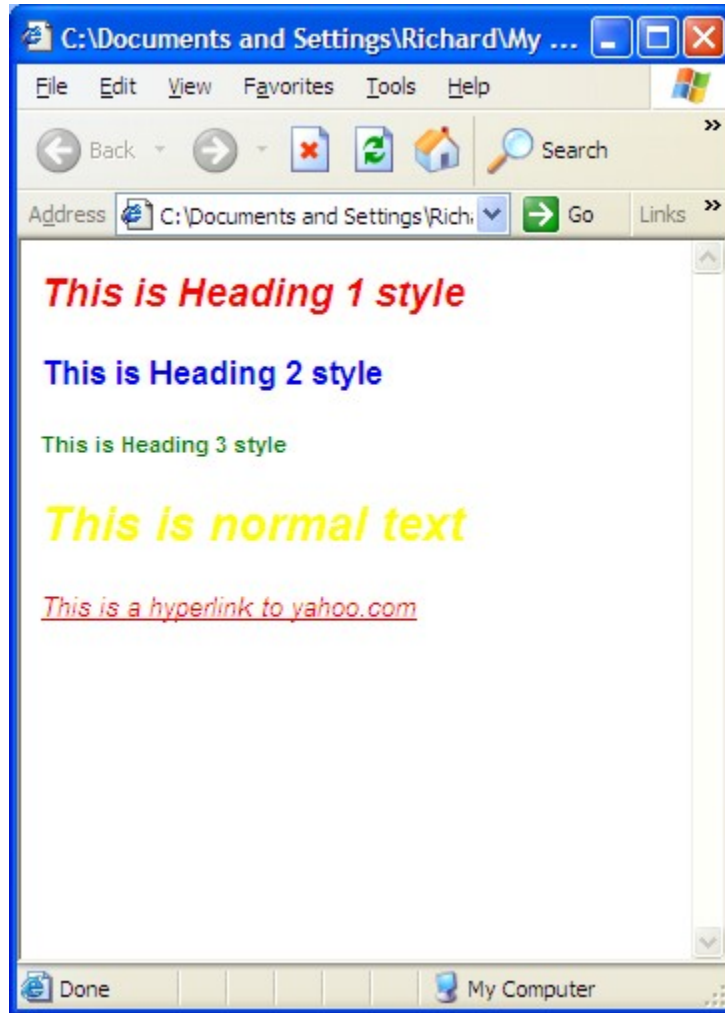 C:\Documents and Settings\Richard\My ...
File Edit View Favorites Tools Help
Back Search »
Address C:\Documents and Settings\Rich Go Links »
This is Heading 1 style
This is Heading 2 style
This is Heading 3 style
This is normal text
This is a hyperlink to yahoo.com
Done My Computer